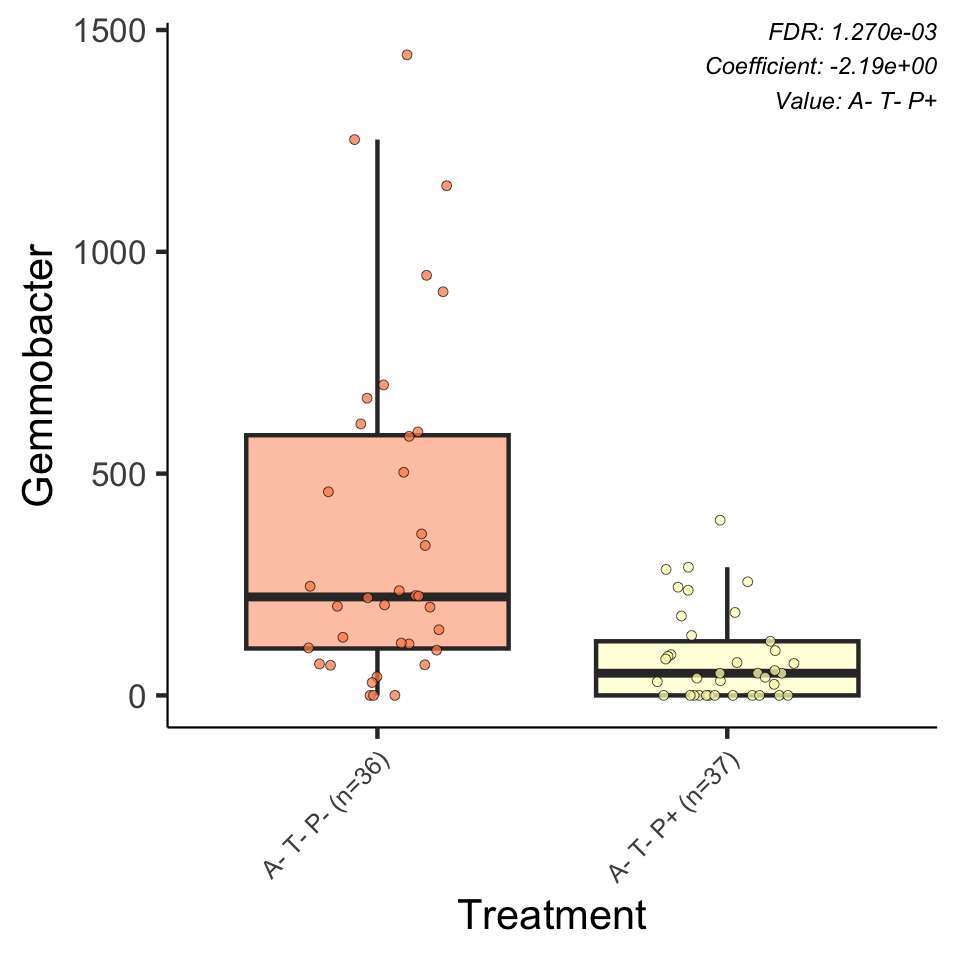 FDR: 1.270e-03
Coefficient: -2.19e+00
Value: A- T- P+
Gemmobacter
1500
1000
500
0
A- T- P- (n=36)
A- T- P+ (n=37)
Treatment